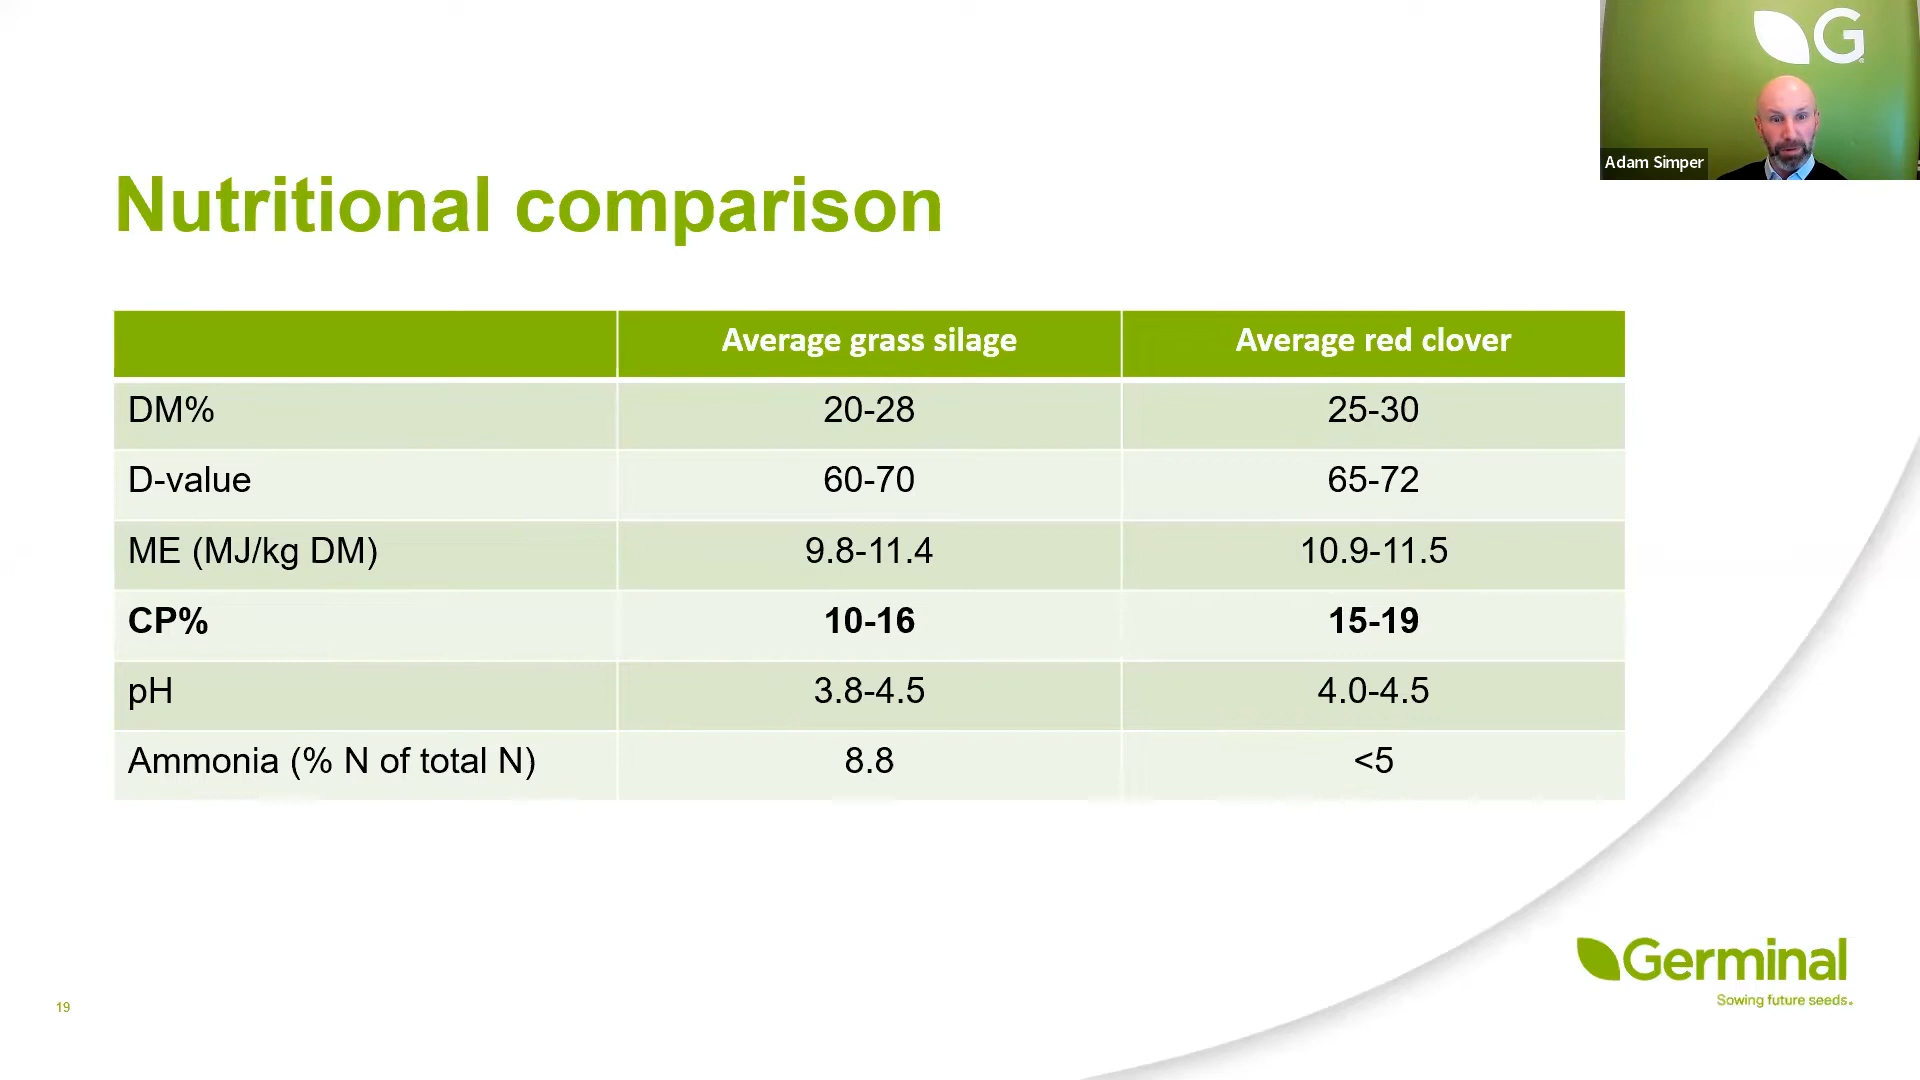 G
Adam Simper
Nutritional comparison
Average grass silage Average red clover
DM% 20-28 25-30
D-value 60-70 65-72
ME (MJ/kg DM) 9.8-11.4 10.9-11.5
CP% 10-16 15-19
pH 3.8-4.5 4.0-4.5
Ammonia (% N of total N) 8.8 <5
Germinal
Sowing future seeds.
19